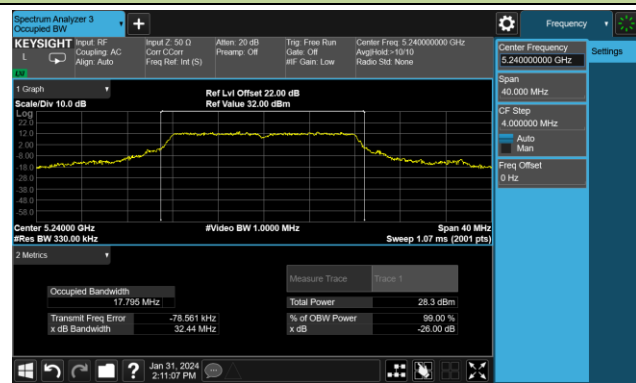 Spectrum Analyzer 3
Occupied BW
Frequency
KEYSIGHT
L
Input: RF
Coupling: AC
Align: Auto
Input Z: 50 Ω
Corr CCorr
Freq Ref: Int (S)
Atten: 20 dB
Preamp: Off
Trig: Free Run
Gate: Off
#IF Gain: Low
Center Freq: 5.240000000 GHz
Avg|Hold:>10/10
Radio Std: None
Center Frequency
5.240000000 GHz
Settings
Span
40.000 MHz
CF Step
4.000000 MHz
Auto
Man
Freq Offset
0 Hz
1 Graph
Scale/Div 10.0 dB
Ref Lvl Offset 22.00 dB
Ref Value 32.00 dBm
Log
22.0
12.0
2.00
-8.00
-18.0
-28.0
-38.0
-48.0
-58.0
Center 5.24000 GHz
#Video BW 1.0000 MHz
Span 40 MHz
#Res BW 330.00 kHz
Sweep 1.07 ms (2001 pts)
2 Metrics
Measure Trace
Trace 1
Occupied Bandwidth
17.795 MHz
Total Power
28.3 dBm
Transmit Freq Error
-78.561 kHz
% of OBW Power
99.00 %
x dB Bandwidth
32.44 MHz
x dB
-26.00 dB
?
Jan 31, 2024
2:11:07 PM